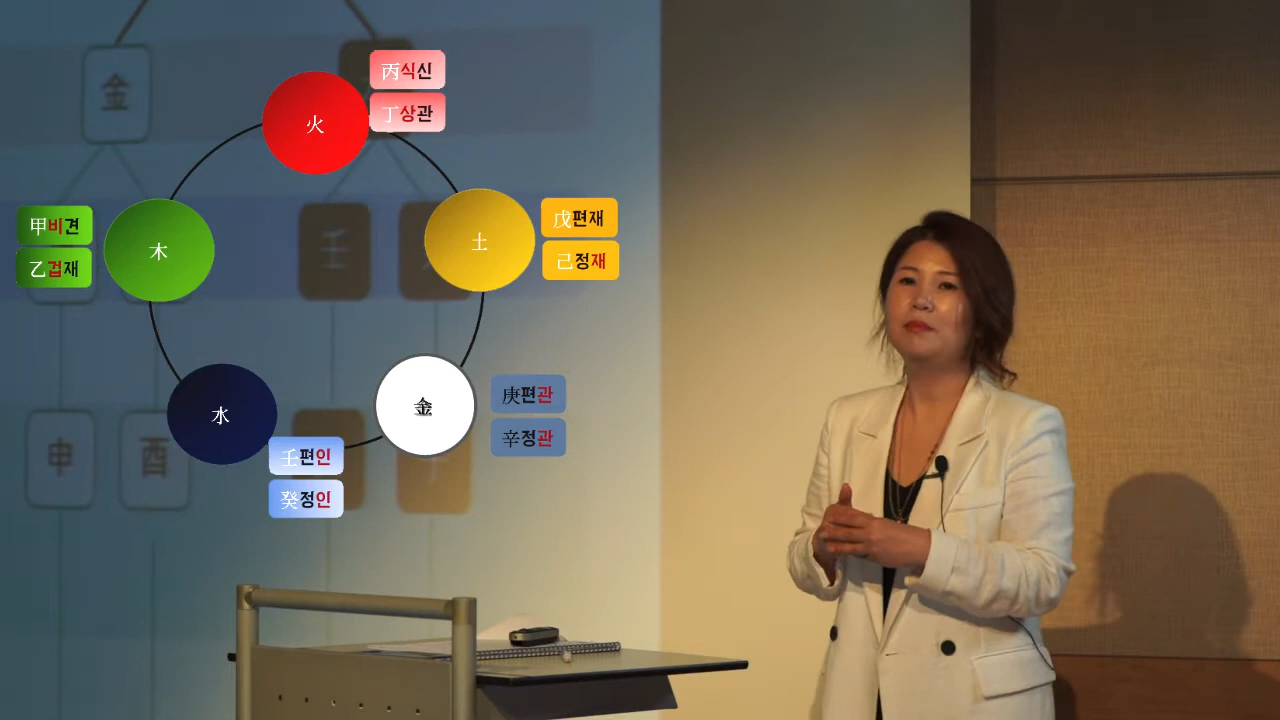 丙식신
火
丁상관
金
甲비견
戊편재
木
土
壬
乙겁재
己정재
庚편관
金
水
辛정관
壬편인
申
酉
癸정인